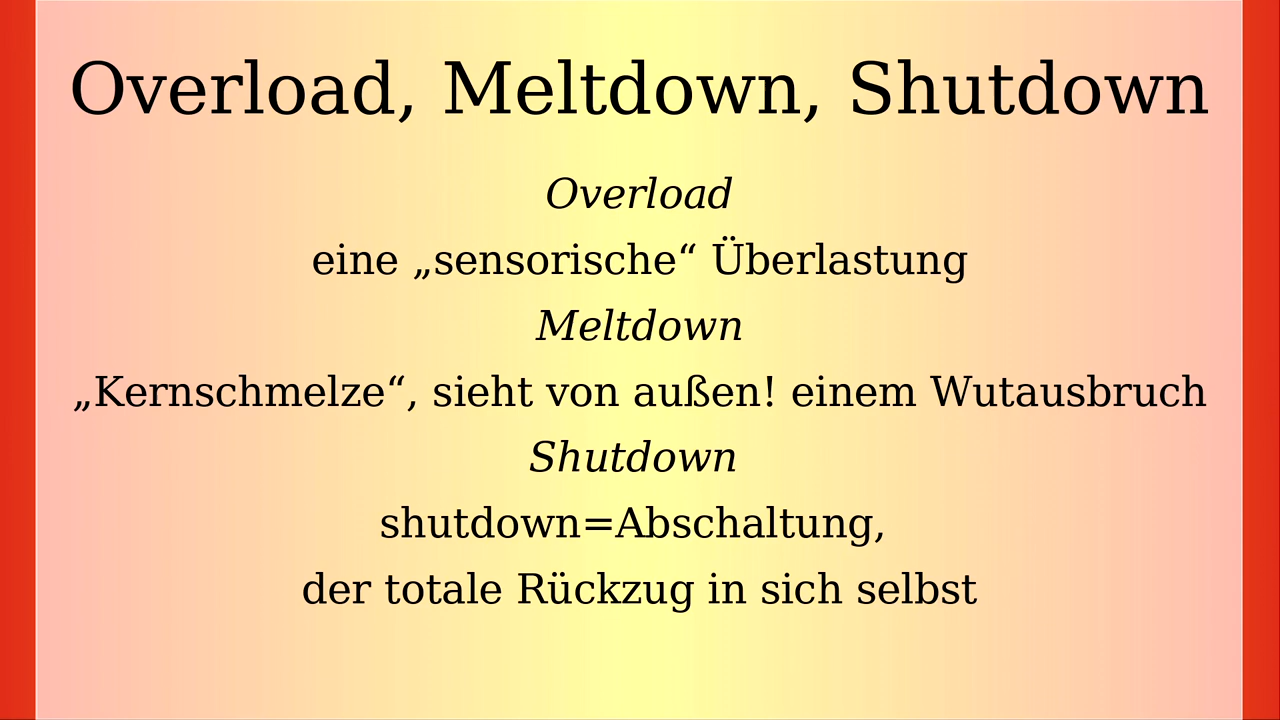 Overload, Meltdown, Shutdown
Overload
eine „sensorische“ Überlastung
Meltdown
„Kernschmelze“, sieht von außen! einem Wutausbruch
Shutdown
shutdown=Abschaltung,
der totale Rückzug in sich selbst